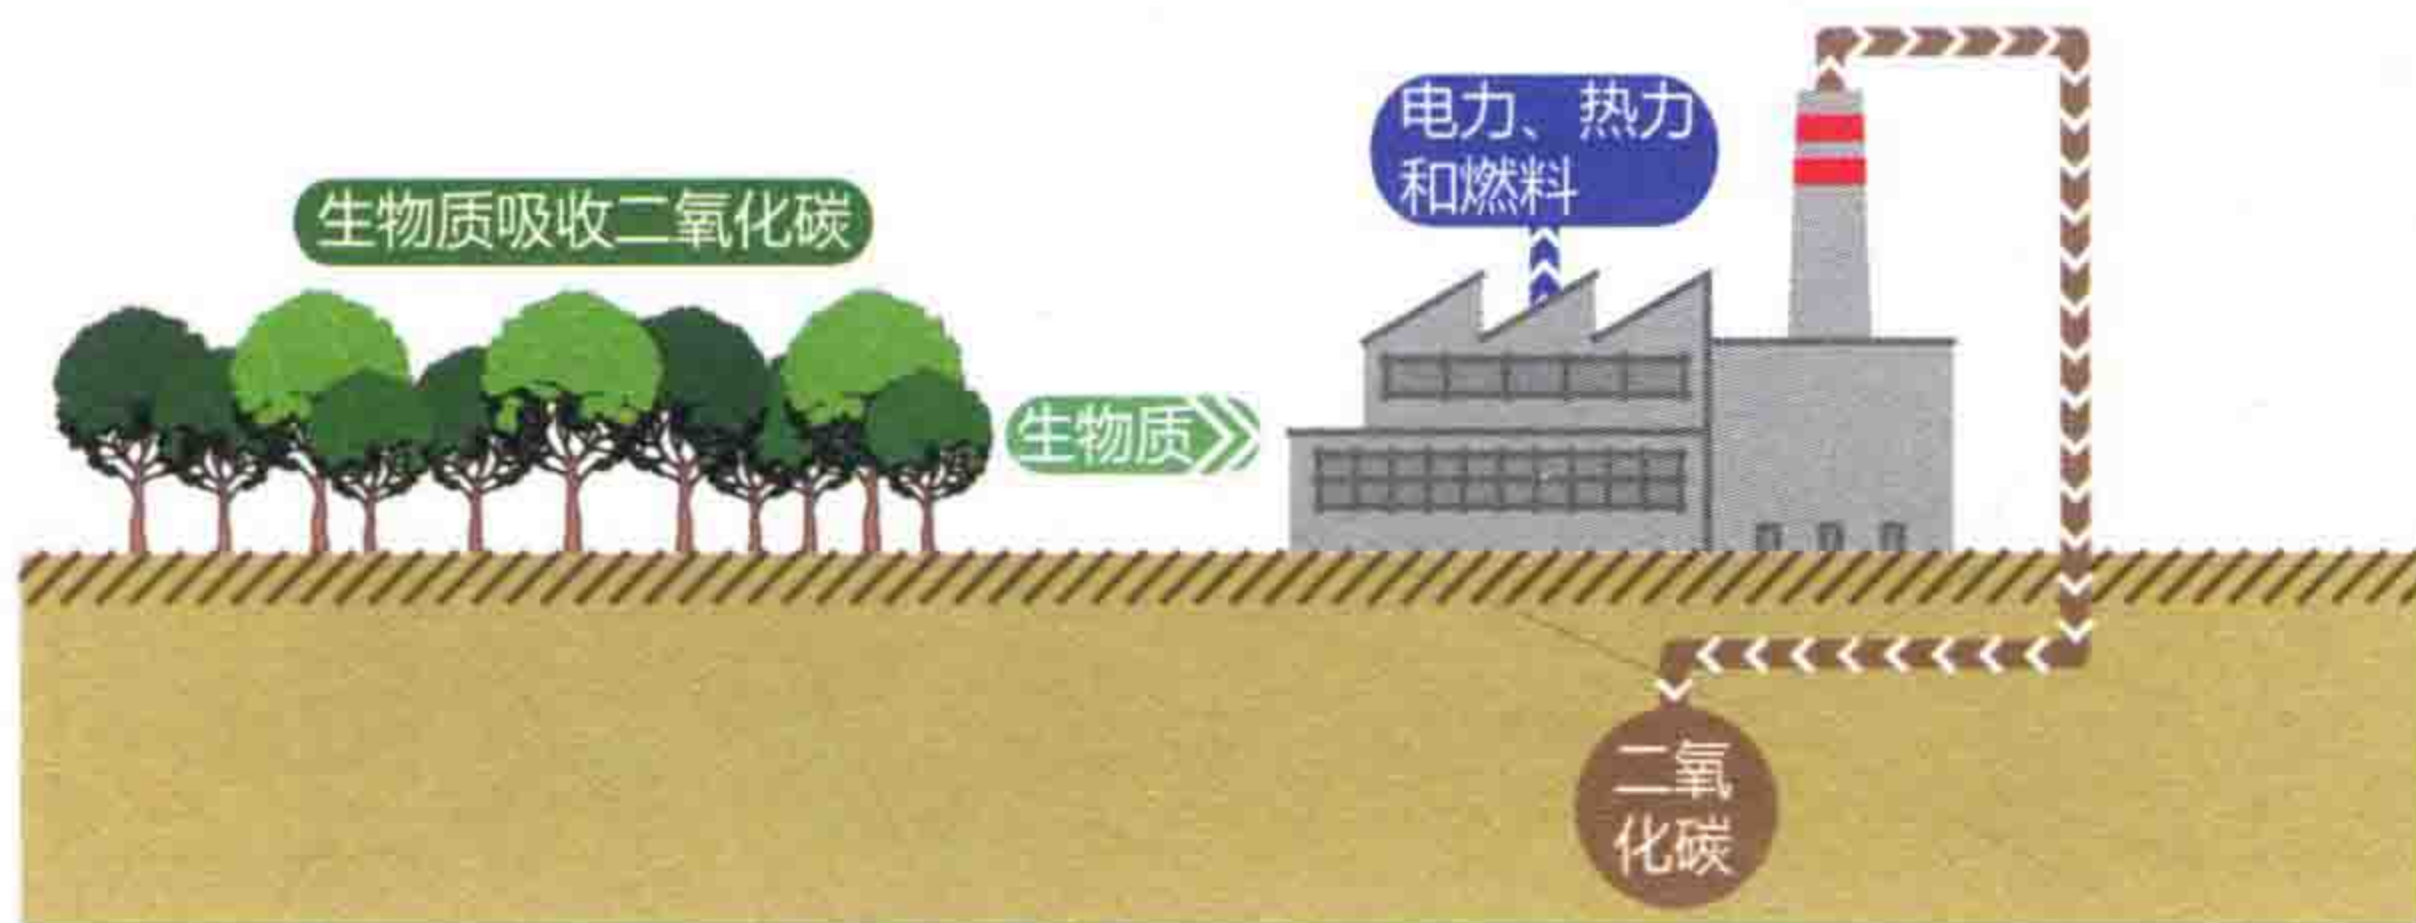 生物质吸收二氧化碳
电力、热力
和燃料
生物质
二氧
化碳